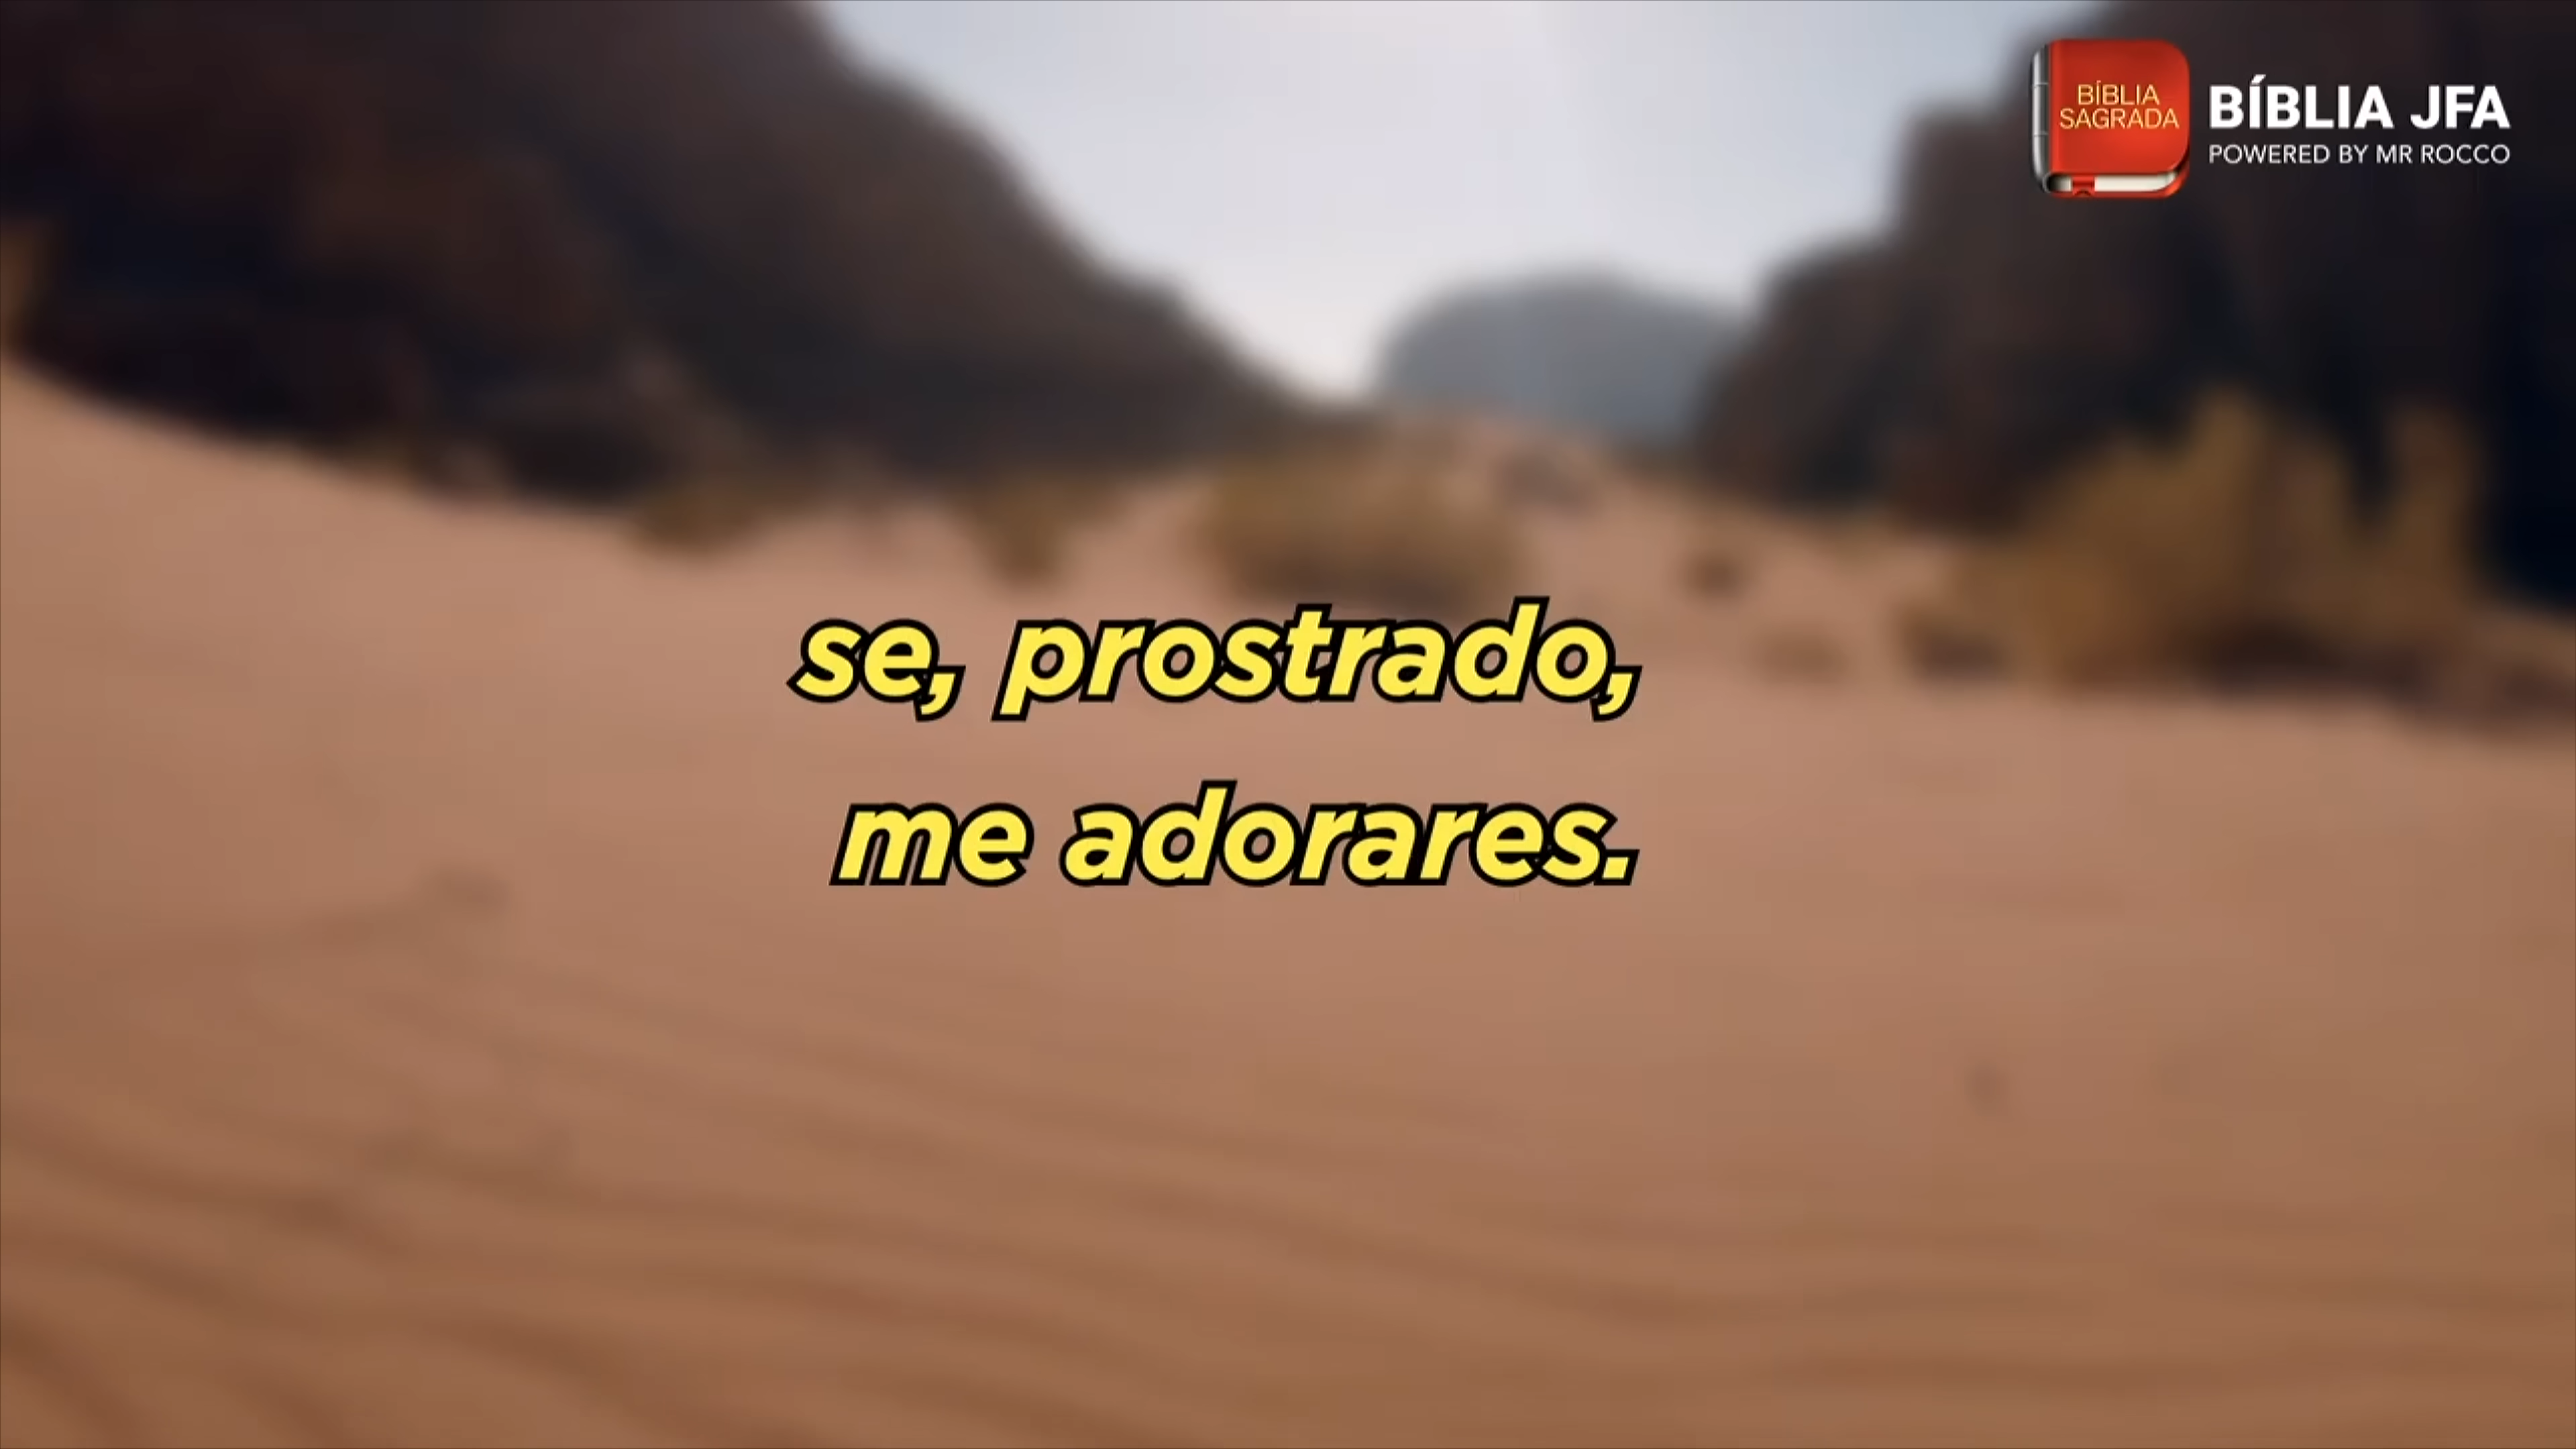 BÍBLIA
SAGRADA
BÍBLIA JFA
POWERED BY MR ROCCO
se, prostrado,
me adorares.